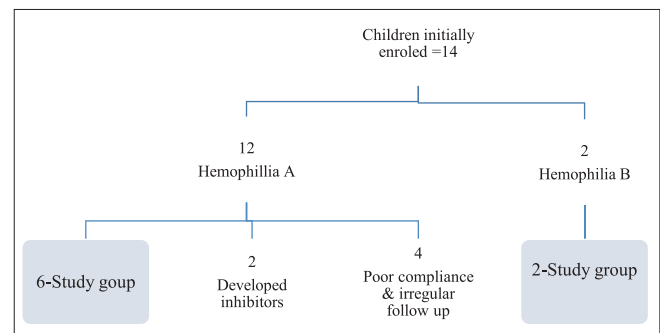 Children initially
enroled =14
12
Hemophillia A
2
Hemophilia B
6-Study goup
2
Developed
inhibitors
4
Poor compliance
& irregular
follow up
2-Study group